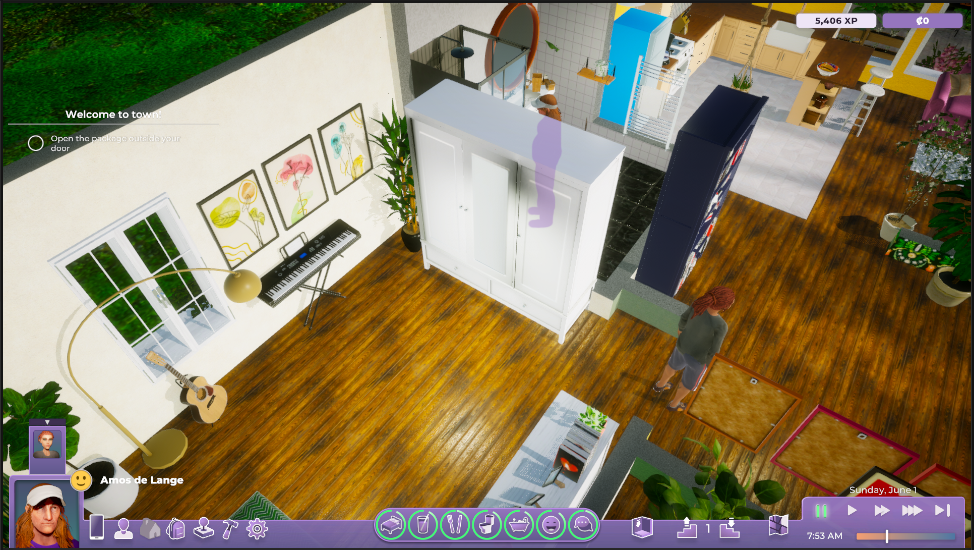 5,406 XP
₡0
Welcome to town!
Open the package outside your
door
Amos de Lange
1
Sunday, June 1
7:53 AM